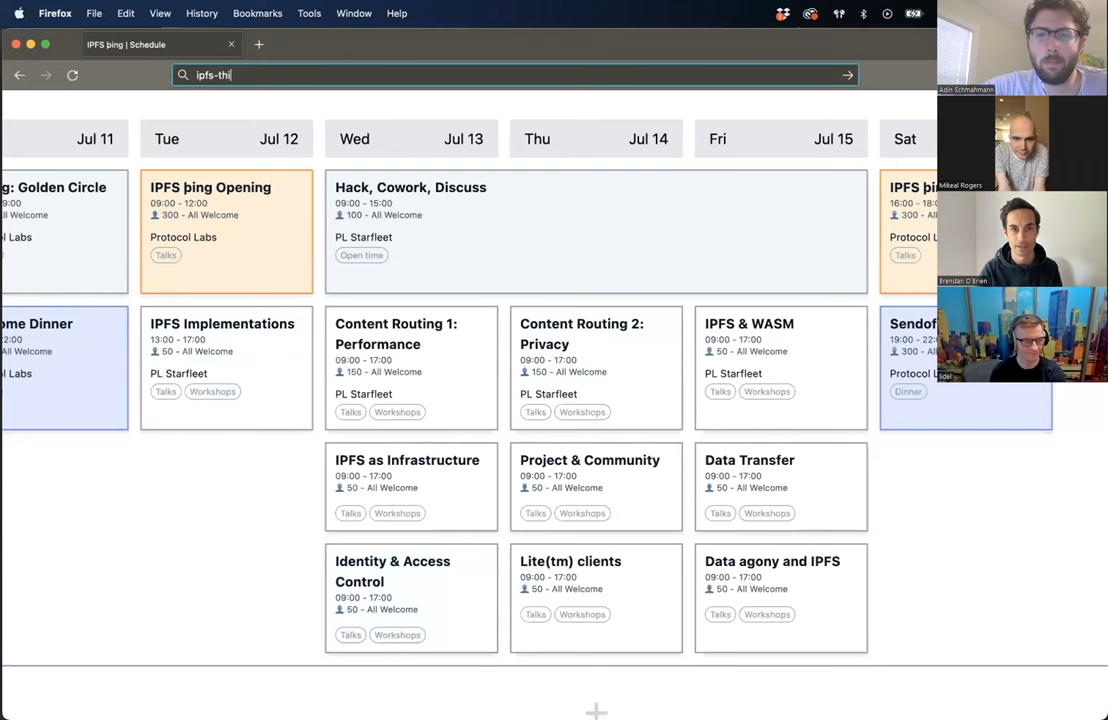 Firefox File Edit View History Bookmarks Tools Window Help
IPFS þing | Schedule
ipfs-thi
Jul 11
Tue Jul 12
Wed Jul 13
Thu Jul 14
Fri Jul 15
Sat
g: Golden Circle
9:00
All Welcome
l Labs
IPFS þing Opening
09:00 - 12:00
300 - All Welcome
Protocol Labs
Talks
Hack, Cowork, Discuss
09:00 - 15:00
100 - All Welcome
PL Starfleet
Open time
IPFS þi
16:00 - 18:0
300 - All
Protocol L
Talks
ome Dinner
22:00
All Welcome
l Labs
IPFS Implementations
13:00 - 17:00
50 - All Welcome
PL Starfleet
Talks Workshops
Content Routing 1:
Performance
09:00 - 17:00
150 - All Welcome
PL Starfleet
Talks Workshops
Content Routing 2:
Privacy
09:00 - 17:00
150 - All Welcome
PL Starfleet
Talks Workshops
IPFS & WASM
09:00 - 17:00
50 - All Welcome
PL Starfleet
Talks Workshops
Sendof
19:00 - 22:
300 - All
Protocol L
Dinner
IPFS as Infrastructure
09:00 - 17:00
50 - All Welcome
Talks Workshops
Project & Community
09:00 - 17:00
50 - All Welcome
Talks Workshops
Data Transfer
09:00 - 17:00
50 - All Welcome
Talks Workshops
Identity & Access
Control
09:00 - 17:00
50 - All Welcome
Talks Workshops
Lite(tm) clients
09:00 - 17:00
50 - All Welcome
Talks Workshops
Data agony and IPFS
09:00 - 17:00
50 - All Welcome
Talks Workshops
Adin Schmahmann
Mikeal Rogers
Brendan O'Brien
lidel